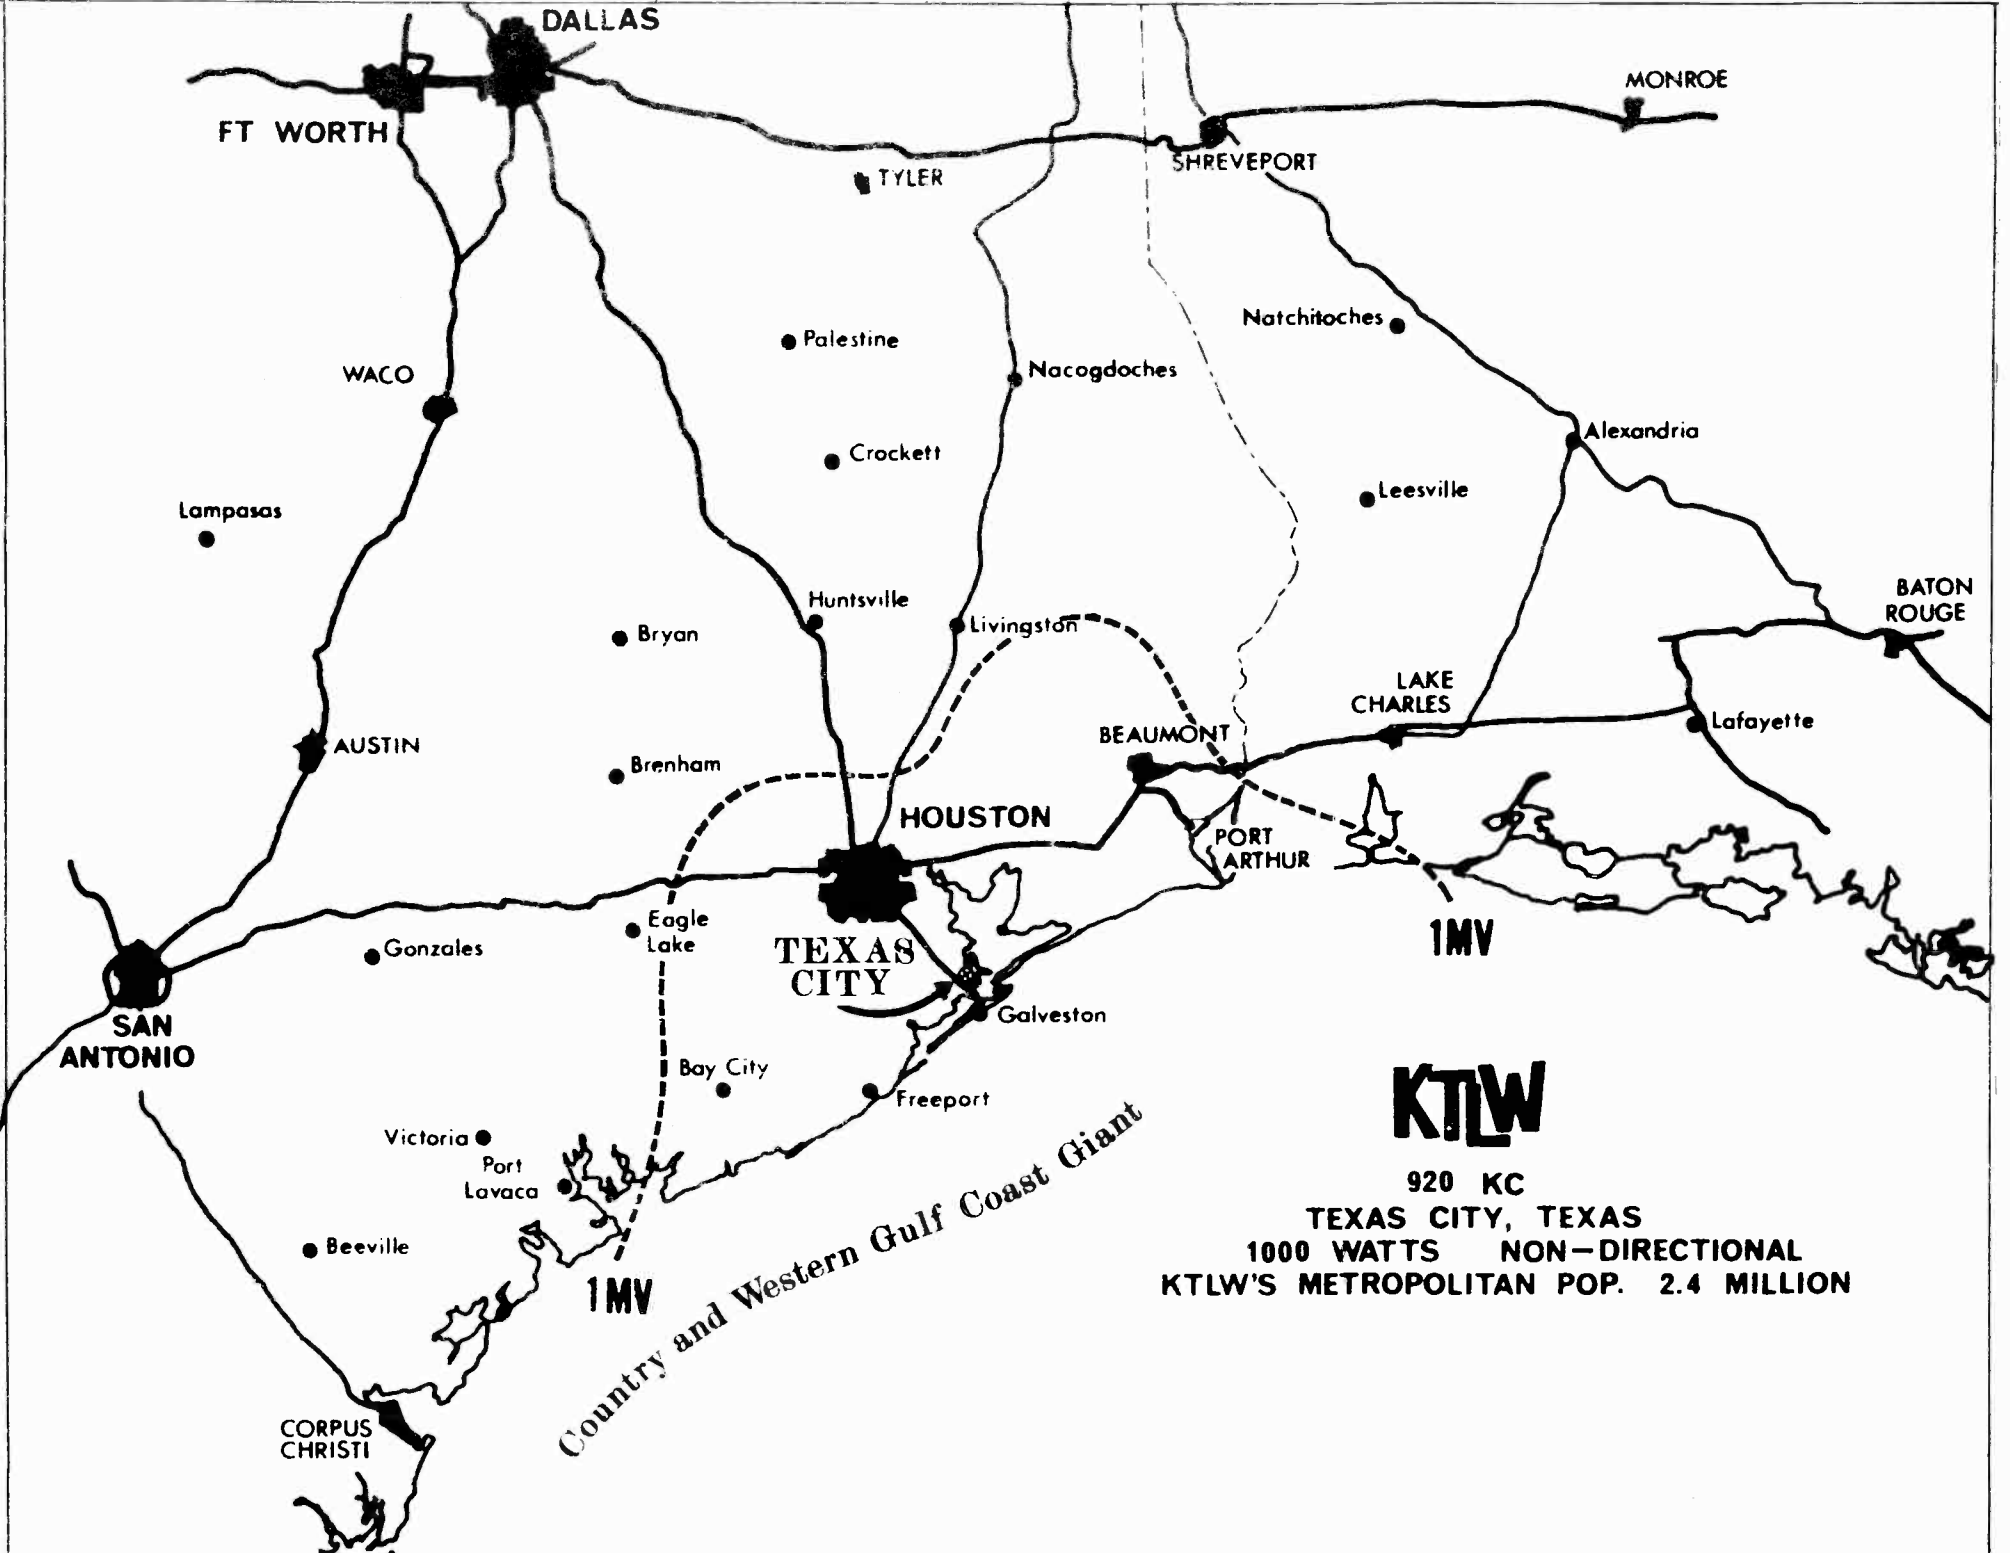 DALLAS
MONROE
FT WORTH
SHREVEPORT
TYLER
Natchitoches
Palestine
Nacogdoches
WACO
Alexandria
Crockett
Leesville
Lampasas
BATON
ROUGE
Huntsville
Livingston
Bryan
LAKE
CHARLES
Lafayette
BEAUMONT
AUSTIN
Brenham
HOUSTON
PORT
ARTHUR
Eagle
Lake
Gonzales
TEXAS
CITY
1MV
Galveston
SAN
ANTONIO
Bay City
Freeport
Victoria
Port
Lavaca
Beeville
1MV
Country and Western Gulf Coast Giant
CORPUS
CHRISTI
KTLW
920 KC
TEXAS CITY, TEXAS
1000 WATTS NON-DIRECTIONAL
KTLW'S METROPOLITAN POP. 2.4 MILLION